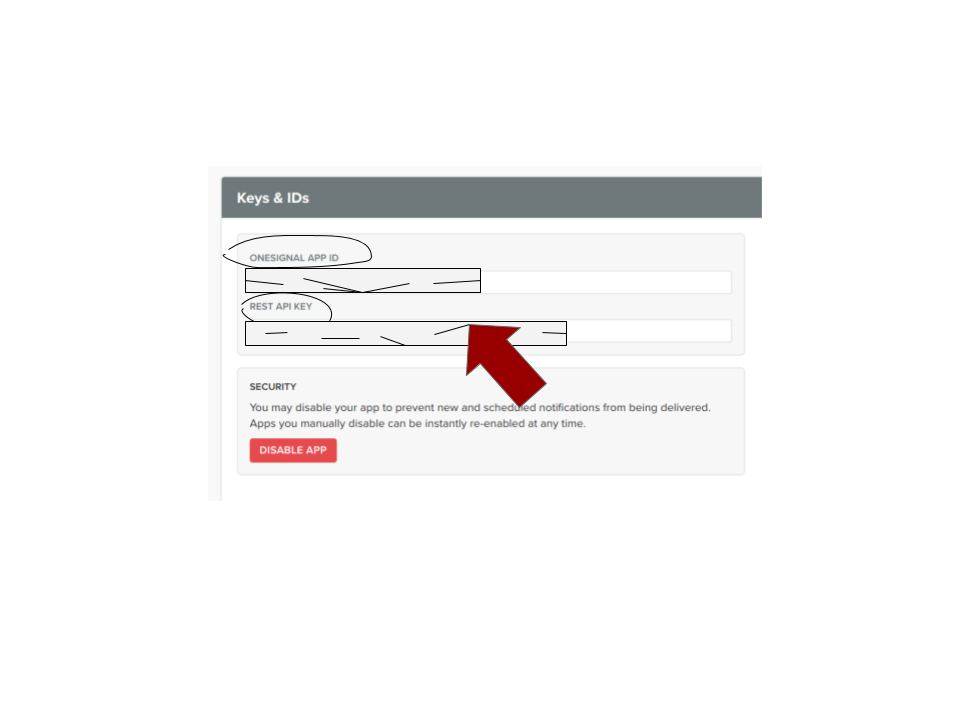 Keys & IDs
ONESIGNAL APP ID
REST API KEY
SECURITY
You may disable your app to prevent new and scheduled notifications from being delivered.
Apps you manually disable can be instantly re-enabled at any time.
DISABLE APP